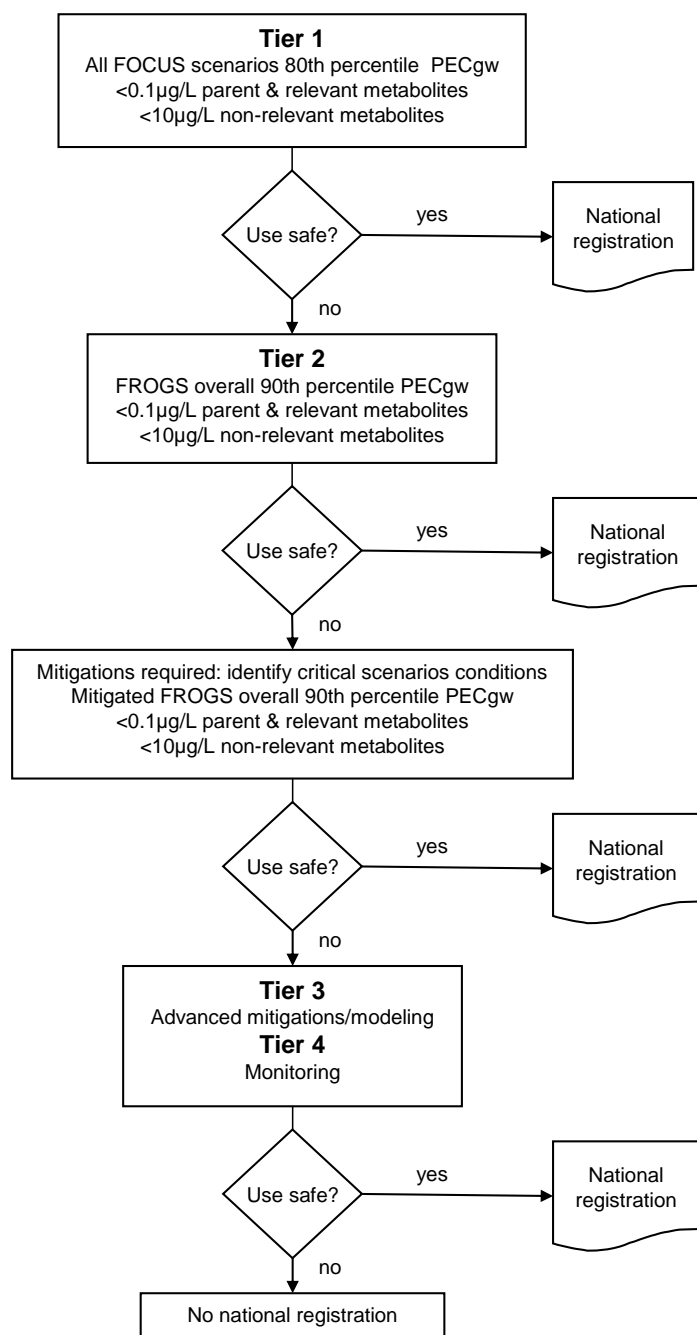 Tier 1
All FOCUS scenarios 80th percentile  PECgw
<0.1µg/L parent & relevant metabolites
<10µg/L non-relevant metabolites
Use safe?
yes
National
registration
no
Tier 2
FROGS overall 90th percentile PECgw
<0.1µg/L parent & relevant metabolites
<10µg/L non-relevant metabolites
Use safe?
yes
National
registration
no
Mitigations required: identify critical scenarios conditions
Mitigated FROGS overall 90th percentile PECgw
<0.1µg/L parent & relevant metabolites
<10µg/L non-relevant metabolites
Use safe?
yes
National
registration
no
Tier 3
Advanced mitigations/modeling
Tier 4
Monitoring
Use safe?
yes
National
registration
no
No national registration